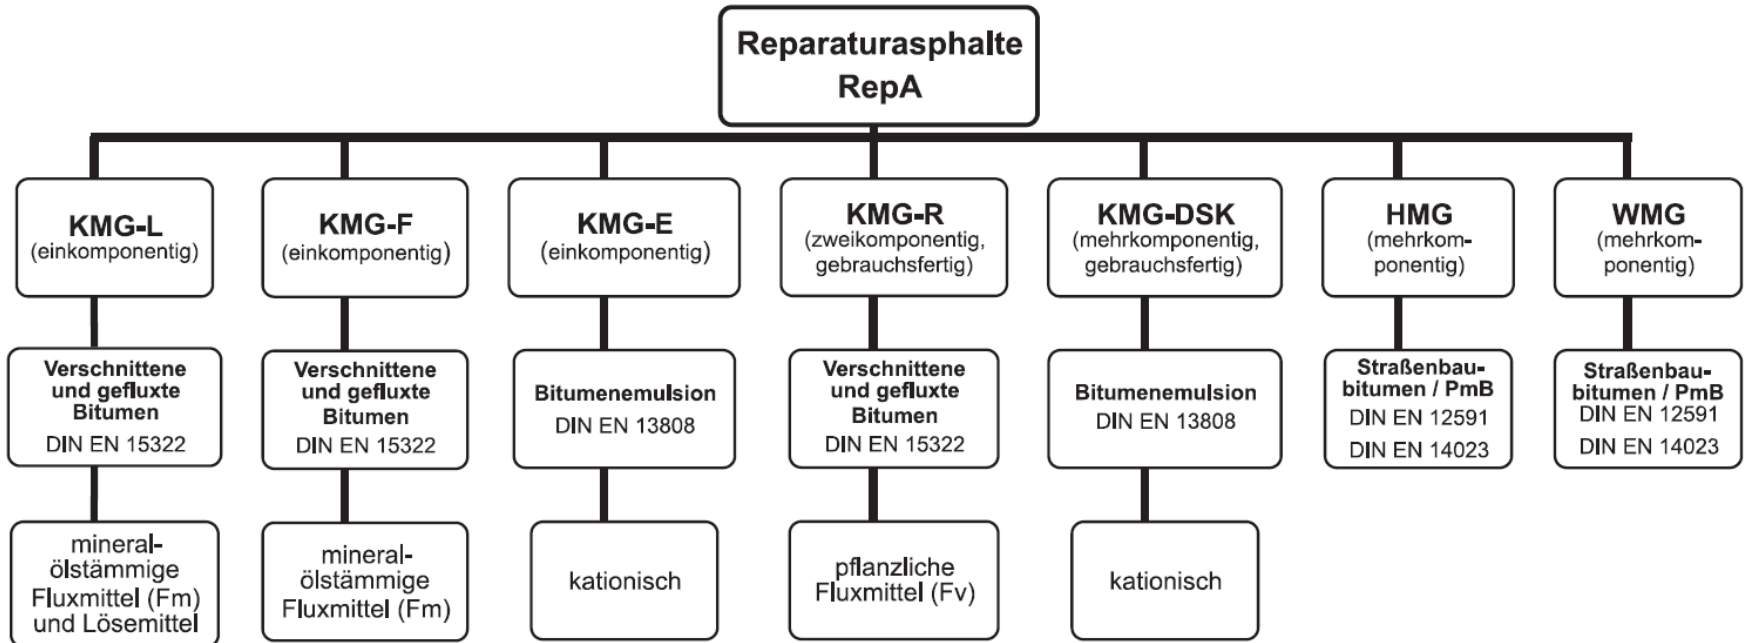 Reparaturasphalte
RepA
KMG-L
(einkomponentig)
KMG-F
(einkomponentig)
KMG-E
(einkomponentig)
KMG-R
(zweikomponentig,
gebrauchsfertig)
KMG-DSK
(mehrkomponentig,
gebrauchsfertig)
HMG
(mehrkom-
ponentig)
WMG
(mehrkom-
ponentig)
Verschnittene
und gefluxte
Bitumen
DIN EN 15322
Verschnittene
und gefluxte
Bitumen
DIN EN 15322
Bitumenemulsion
DIN EN 13808
Verschnittene
und gefluxte
Bitumen
DIN EN 15322
Bitumenemulsion
DIN EN 13808
Straßenbau-
bitumen / PmB
DIN EN 12591
DIN EN 14023
Straßenbau-
bitumen / PmB
DIN EN 12591
DIN EN 14023
mineral-
ölstämmige
Fluxmittel (Fm)
und Lösemittel
mineral-
ölstämmige
Fluxmittel (Fm)
kationisch
pflanzliche
Fluxmittel (Fv)
kationisch